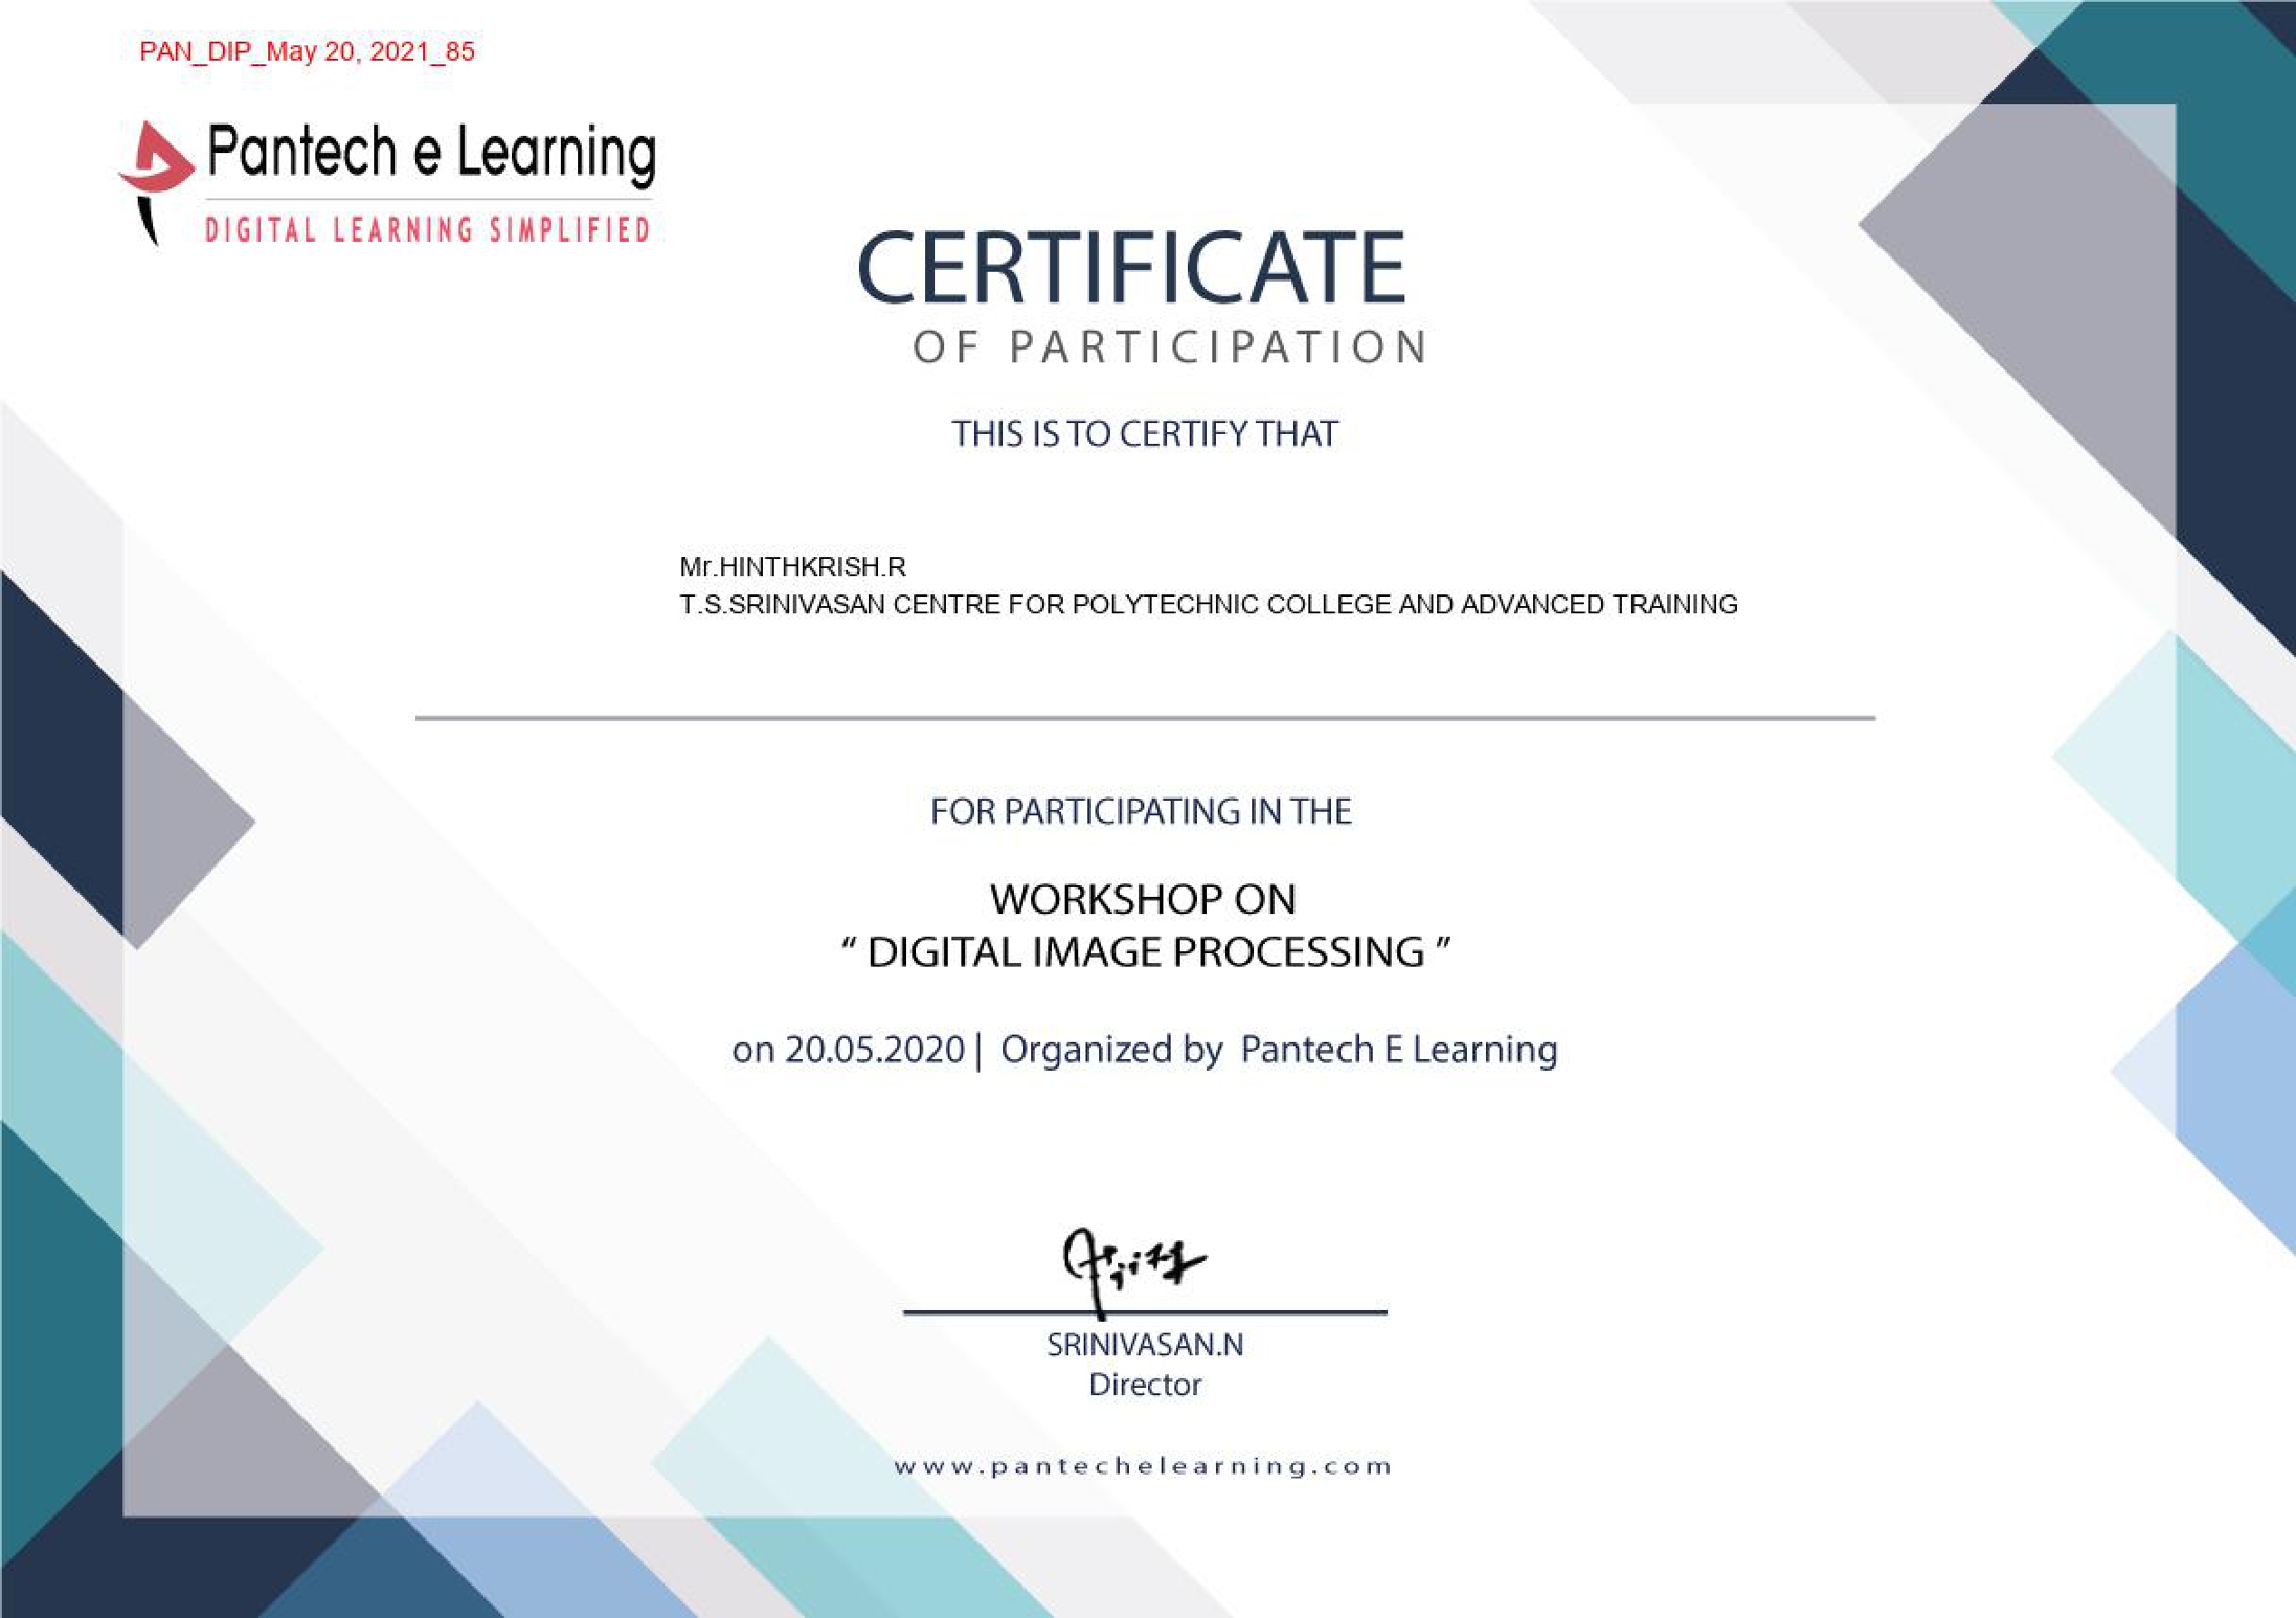 PAN_DIP_May 20, 2021_85
Pantech e Learning
DIGITAL LEARNING SIMPLIFIED
CERTIFICATE
OF PARTICIPATION
THIS IS TO CERTIFY THAT
Mr.HINTHKRISH.R
T.S.SRINIVASAN CENTRE FOR POLYTECHNIC COLLEGE AND ADVANCED TRAINING
FOR PARTICIPATING IN THE
WORKSHOP ON
“ DIGITAL IMAGE PROCESSING ”
on 20.05.2020 | Organized by Pantech E Learning
SRINIVASAN.N
Director
www.pantechelearning.com